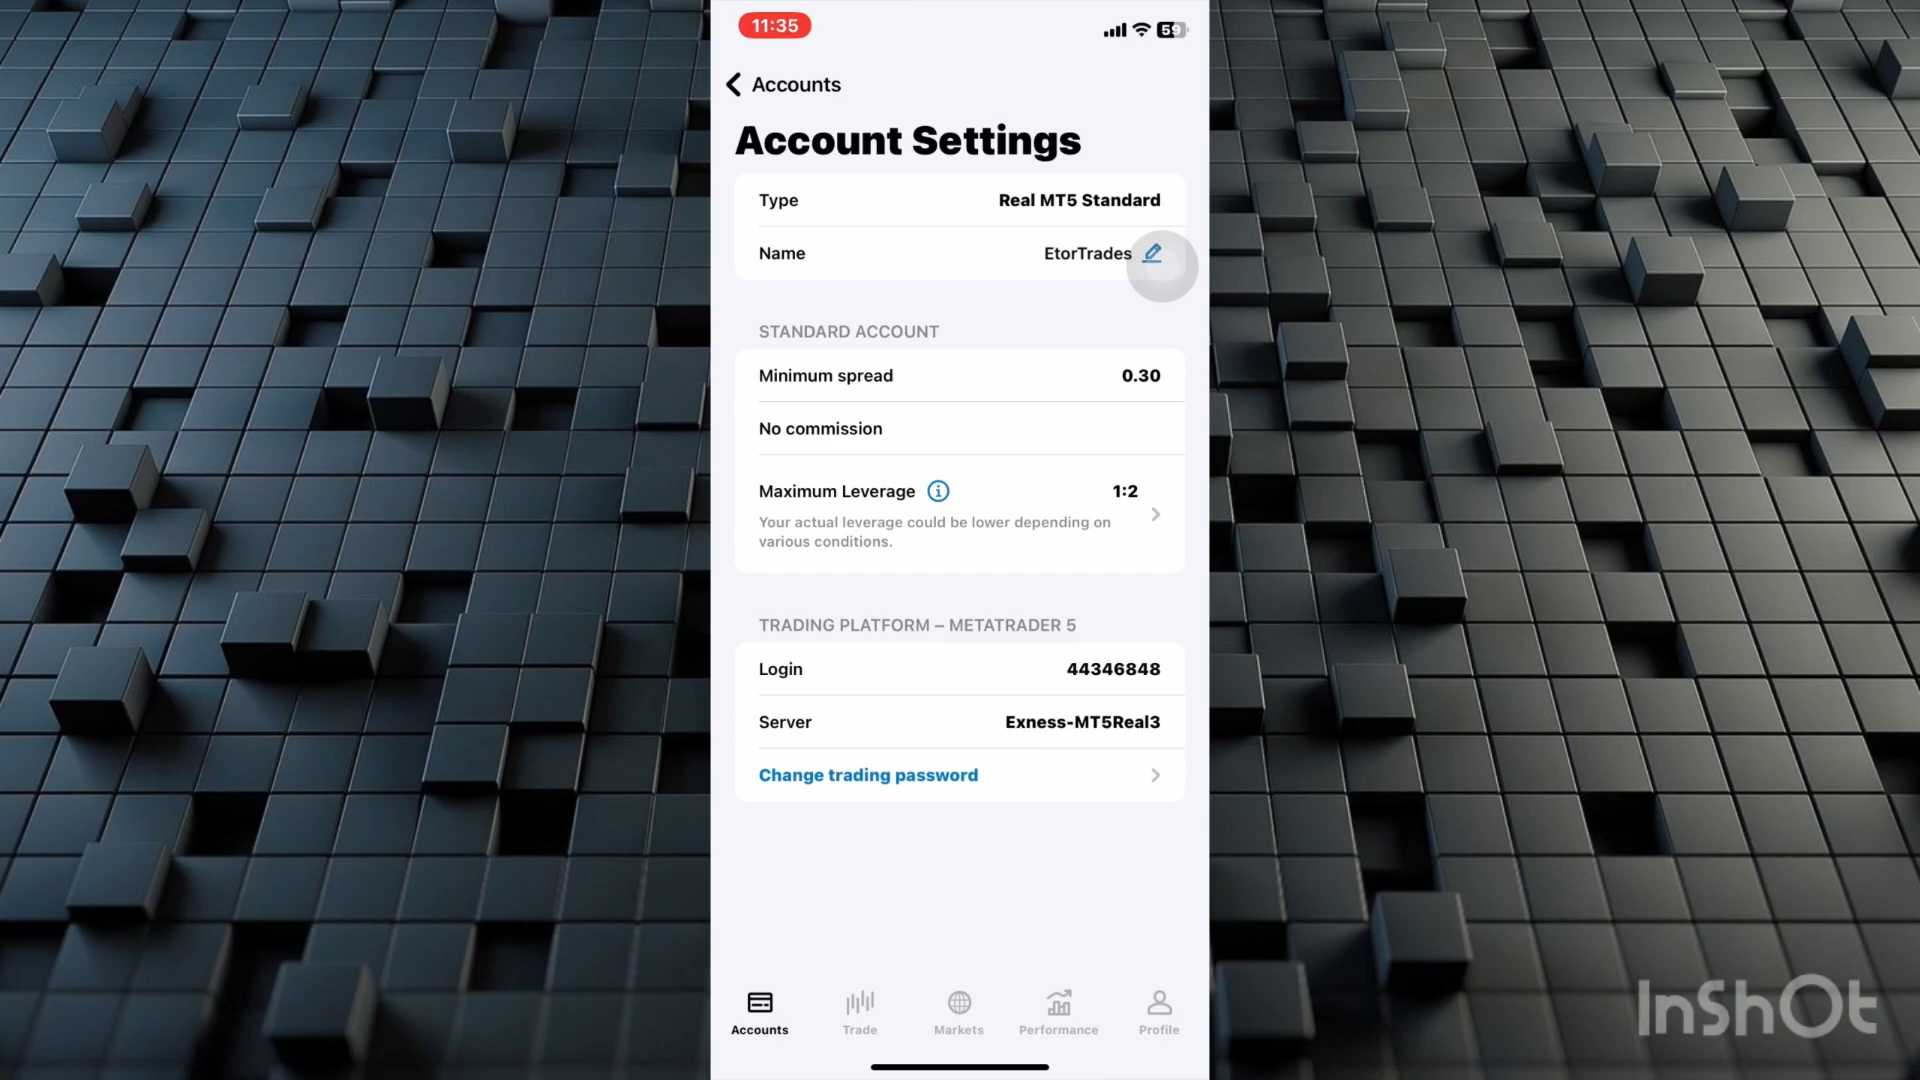 11:35
59
Accounts
Account Settings
Type Real MT5 Standard
Name EtorTrades
STANDARD ACCOUNT
Minimum spread 0.30
No commission
Maximum Leverage 1:2
Your actual leverage could be lower depending on
various conditions.
TRADING PLATFORM – METATRADER 5
Login 44346848
Server Exness-MT5Real3
Change trading password
Accounts Trade Markets Performance Profile
InShOt